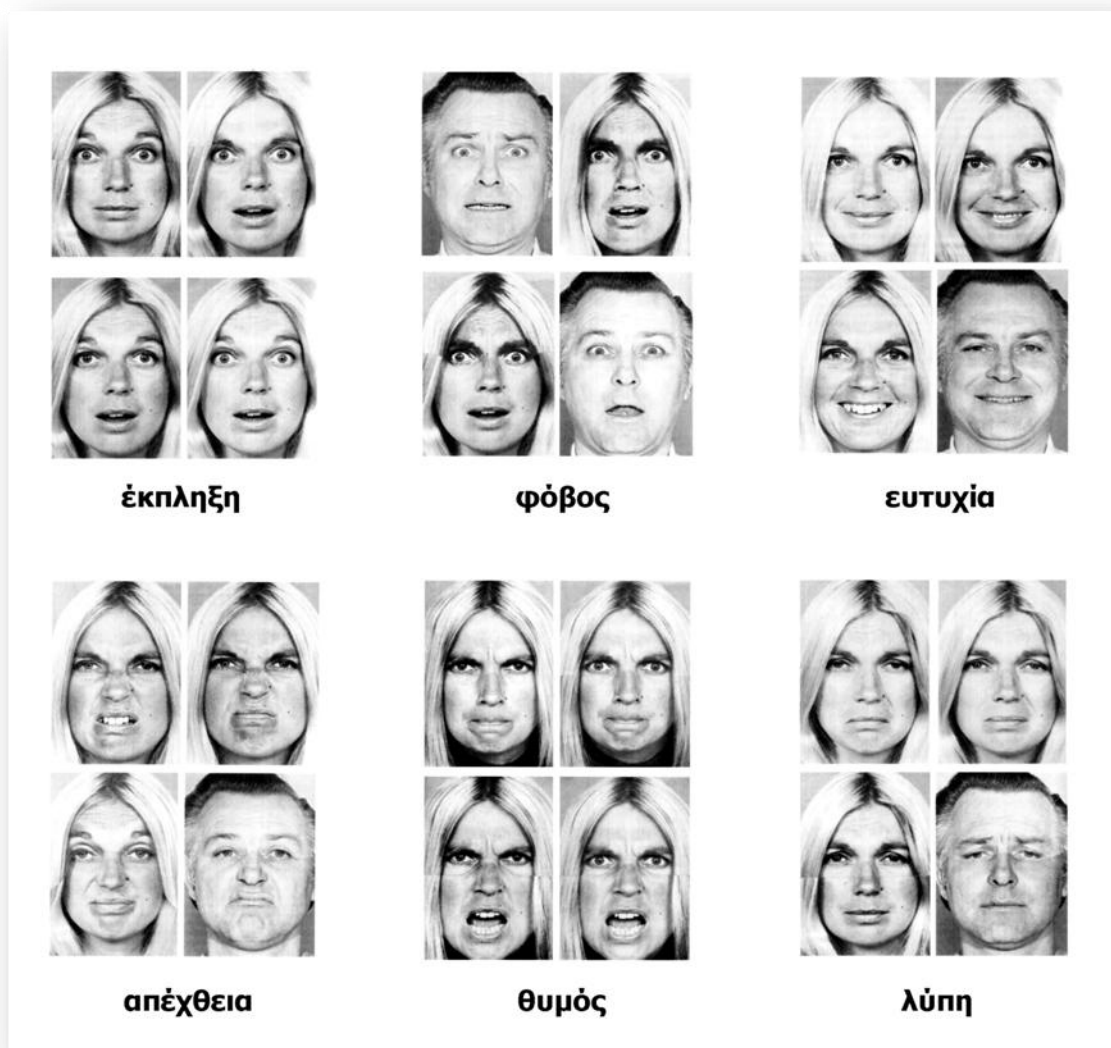 έκπληξη
φόβος
ευτυχία
απέχθεια
θυμός
λύπη